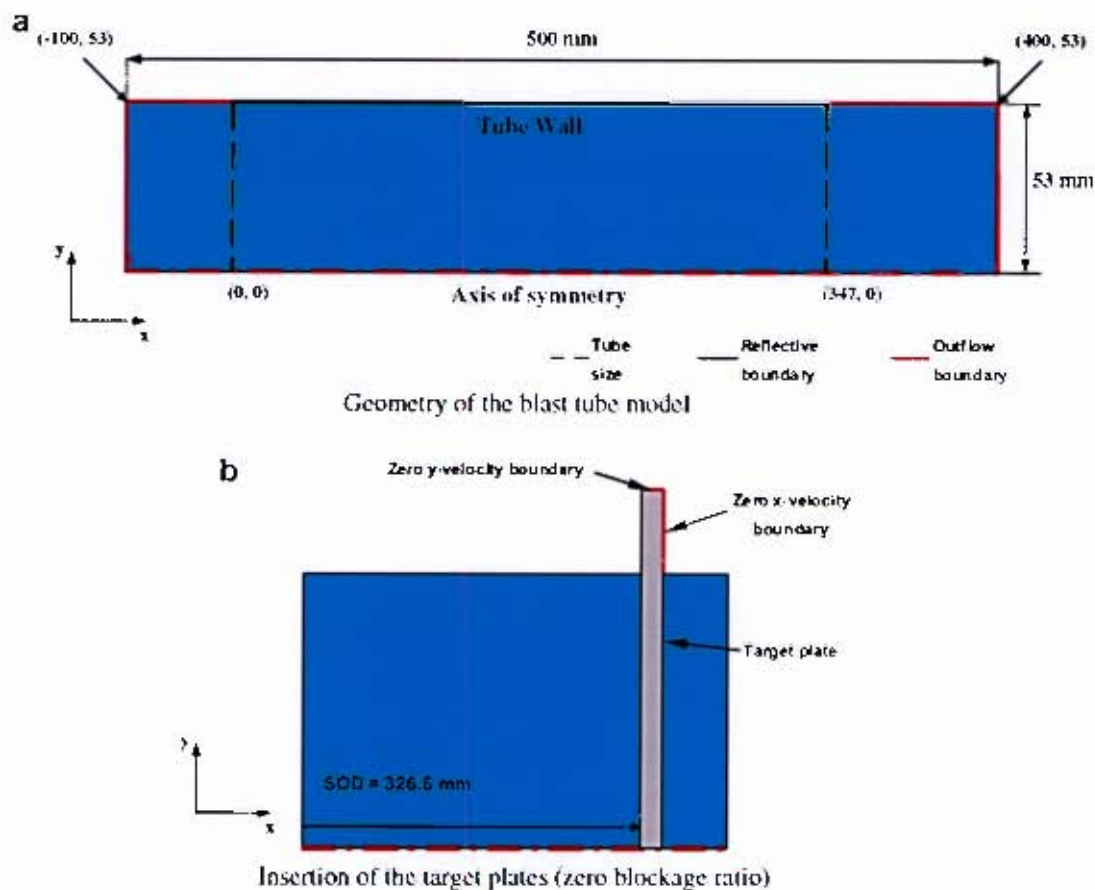 a
(-100, 53)
500 mm
(400, 53)
Tube Wall
53 mm
y
x
(0, 0)
Axis of symmetry
(347, 0)
Tube size
Reflective boundary
Outflow boundary
Geometry of the blast tube model
b
Zero y-velocity boundary
Zero x-velocity
boundary
Target plate
y
SOD = 326.5 mm
x
Insertion of the target plates (zero blockage ratio)